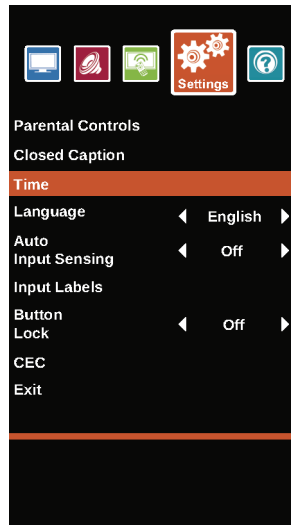 Settings
Parental Controls
Closed Caption
Time
Language English
Auto
Input Sensing Off
Input Labels
Button
Lock Off
CEC
Exit